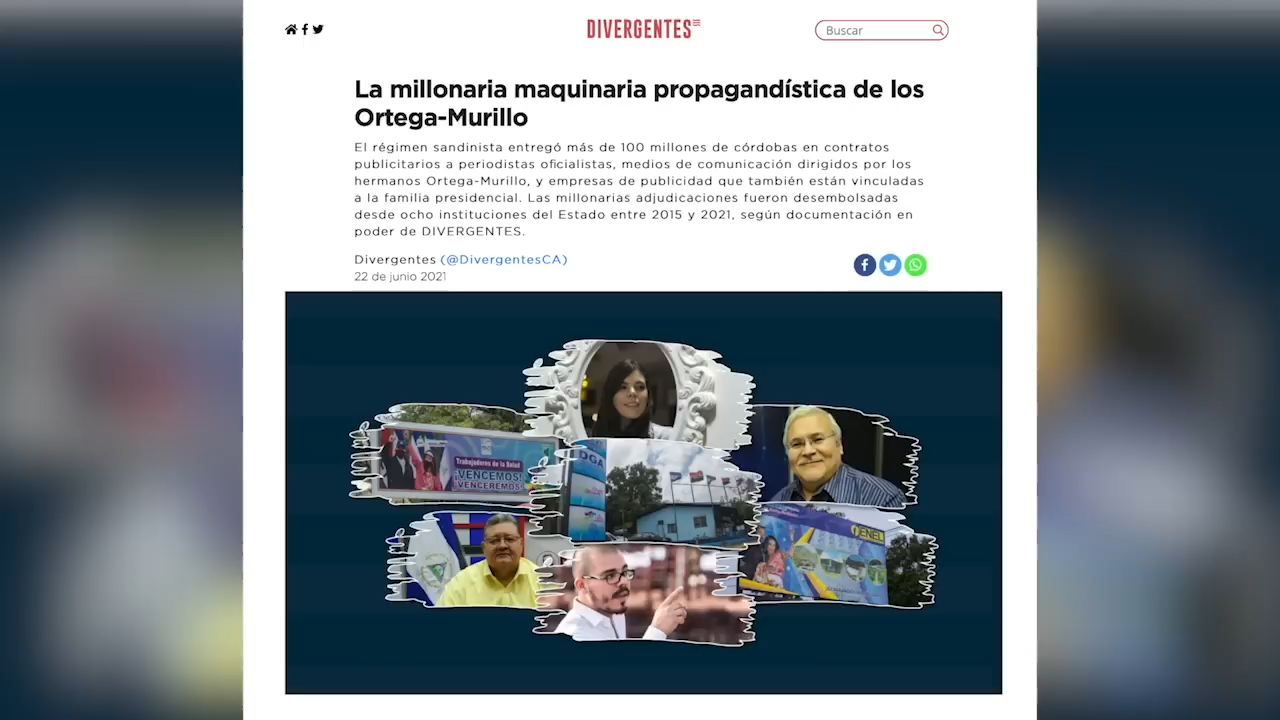 DIVERGENTES
Buscar
La millonaria maquinaria propagandística de los
Ortega-Murillo
El régimen sandinista entregó más de 100 millones de córdobas en contratos
publicitarios a periodistas oficialistas, medios de comunicación dirigidos por los
hermanos Ortega-Murillo, y empresas de publicidad que también están vinculadas
a la familia presidencial. Las millonarias adjudicaciones fueron desembolsadas
desde ocho instituciones del Estado entre 2015 y 2021, según documentación en
poder de DIVERGENTES.
Divergentes (@DivergentesCA)
22 de junio 2021
Trabajadores de la Salud
¡VENCEMOS!
¡VENCEREMOS!
DGA
ENEL